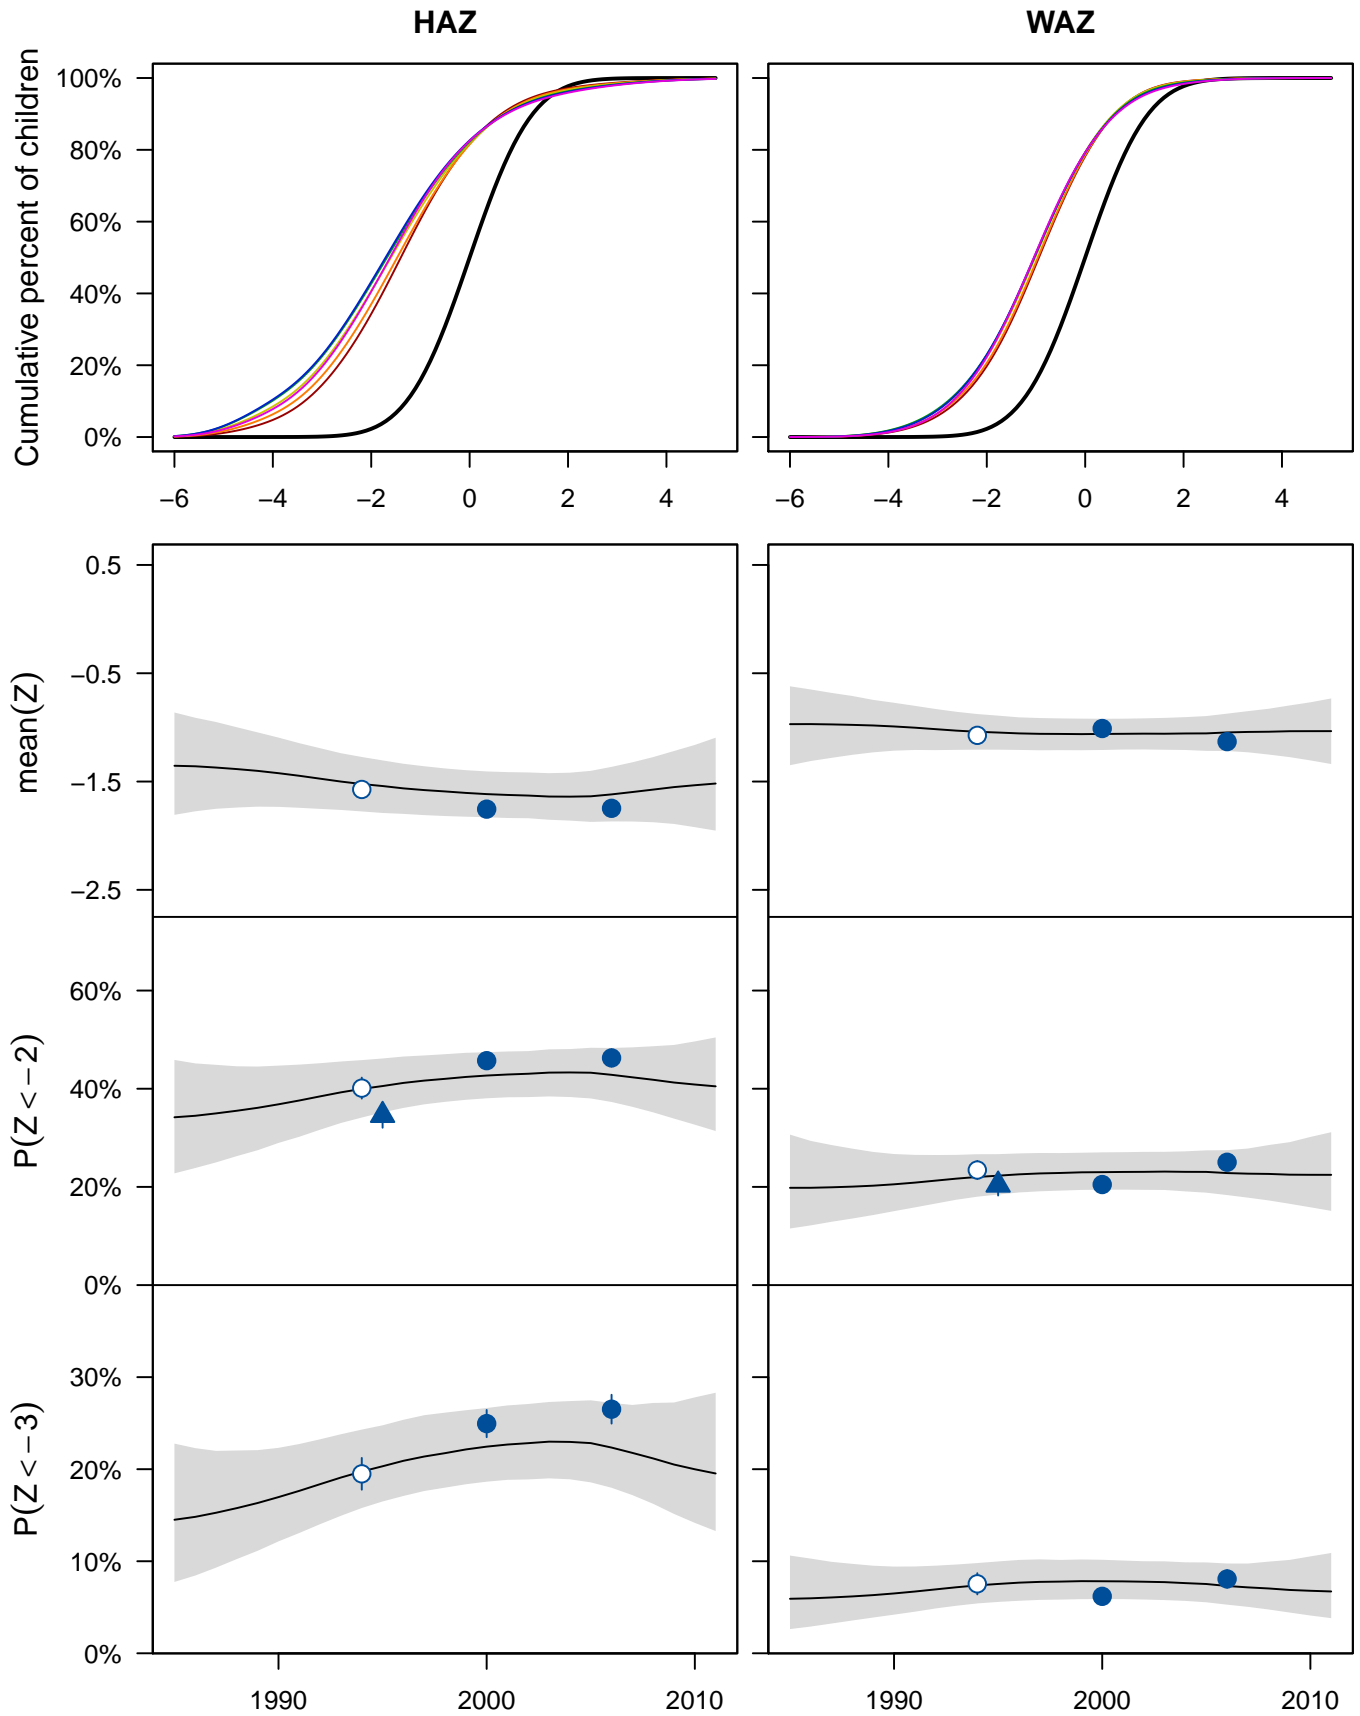 HAZ
WAZ
Cumulative percent of children
100%
80%
60%
40%
20%
0%
−6 −4 −2 0 2 4
−6 −4 −2 0 2 4
mean(Z)
0.5
−0.5
−1.5
−2.5
P(Z < −2)
60%
40%
20%
0%
P(Z < −3)
30%
20%
10%
0%
1990 2000 2010
1990 2000 2010